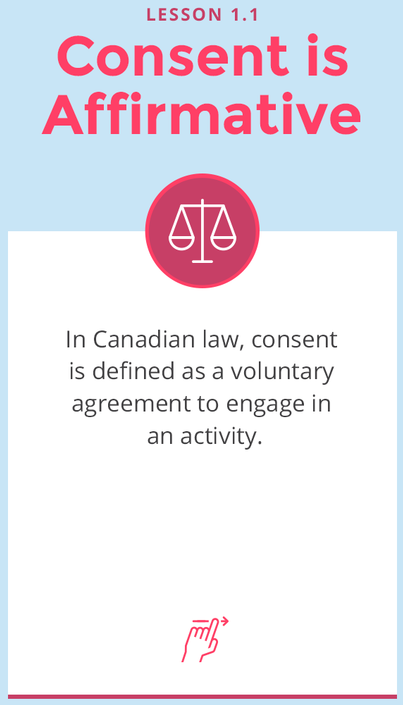 LESSON 1.1
Consent is
Affirmative
In Canadian law, consent
is defined as a voluntary
agreement to engage in
an activity.